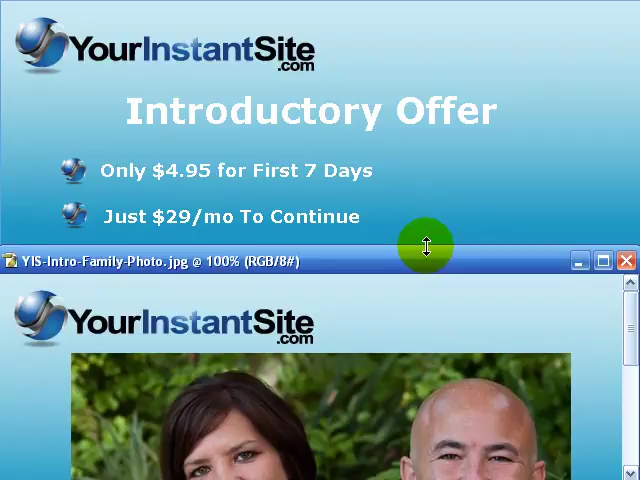 YourInstantSite
.com
Introductory Offer
Only $4.95 for First 7 Days
Just $29/mo To Continue
YIS-Intro-Family-Photo.jpg @ 100% (RGB/8#)
YourInstantSite
.com